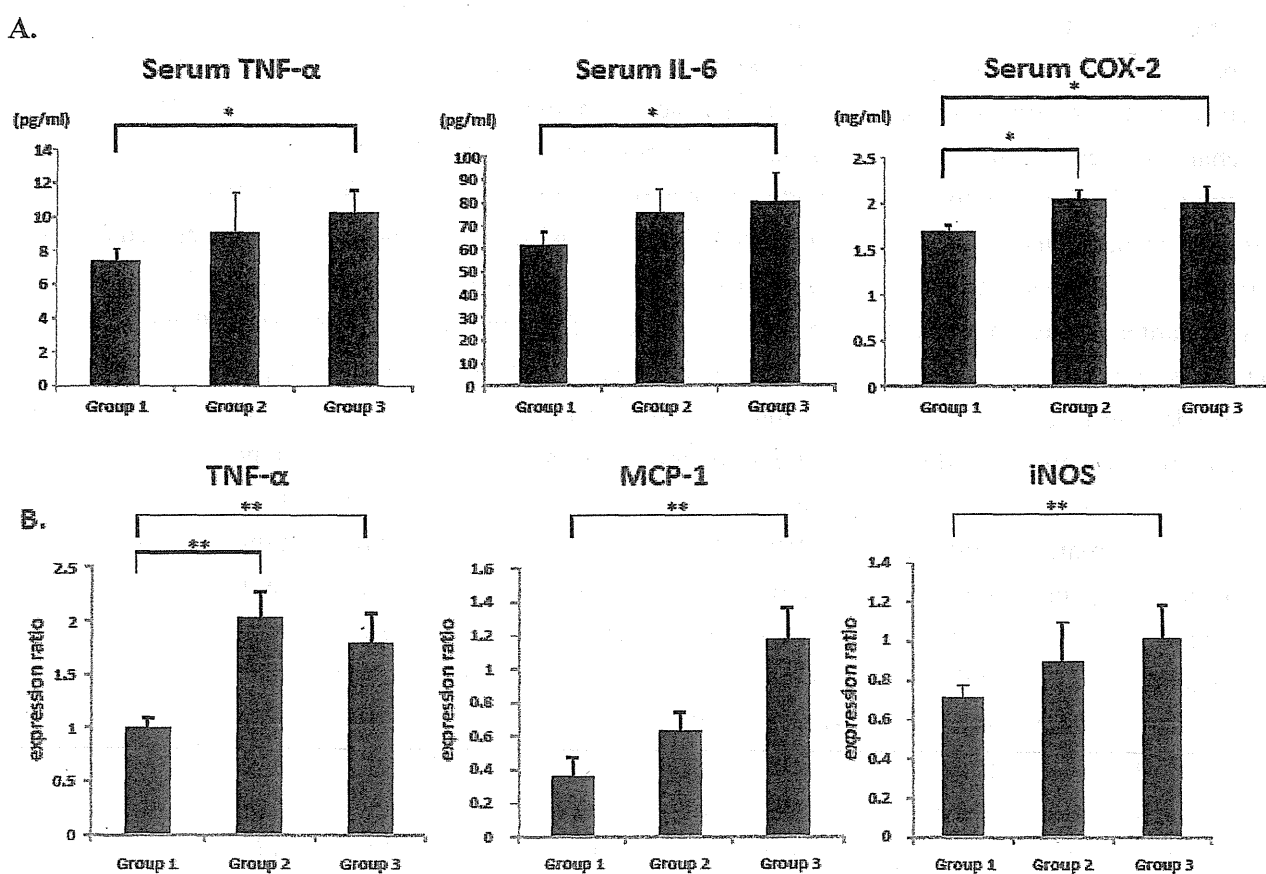 A.
Serum TNF-α
(pg/ml)
*
14
12
10
8
6
4
2
0
Group 1 Group 2 Group 3
Serum IL-6
(pg/ml)
*
100
90
80
70
60
50
40
30
20
10
0
Group 1 Group 2 Group 3
Serum COX-2
(ng/ml)
*
*
2.5
2
1.5
1
0.5
0
Group 1 Group 2 Group 3
B.
TNF-α
**
**
expression ratio
2.5
2
1.5
1
0.5
0
Group 1 Group 2 Group 3
MCP-1
**
expression ratio
1.6
1.4
1.2
1
0.8
0.6
0.4
0.2
0
Group 1 Group 2 Group 3
iNOS
**
expression ratio
1.4
1.2
1
0.8
0.6
0.4
0.2
0
Group 1 Group 2 Group 3